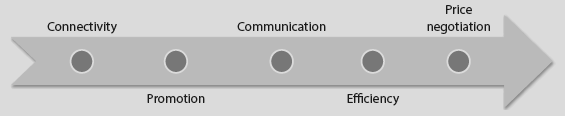 Connectivity
Promotion
Communication
Efficiency
Price
negotiation